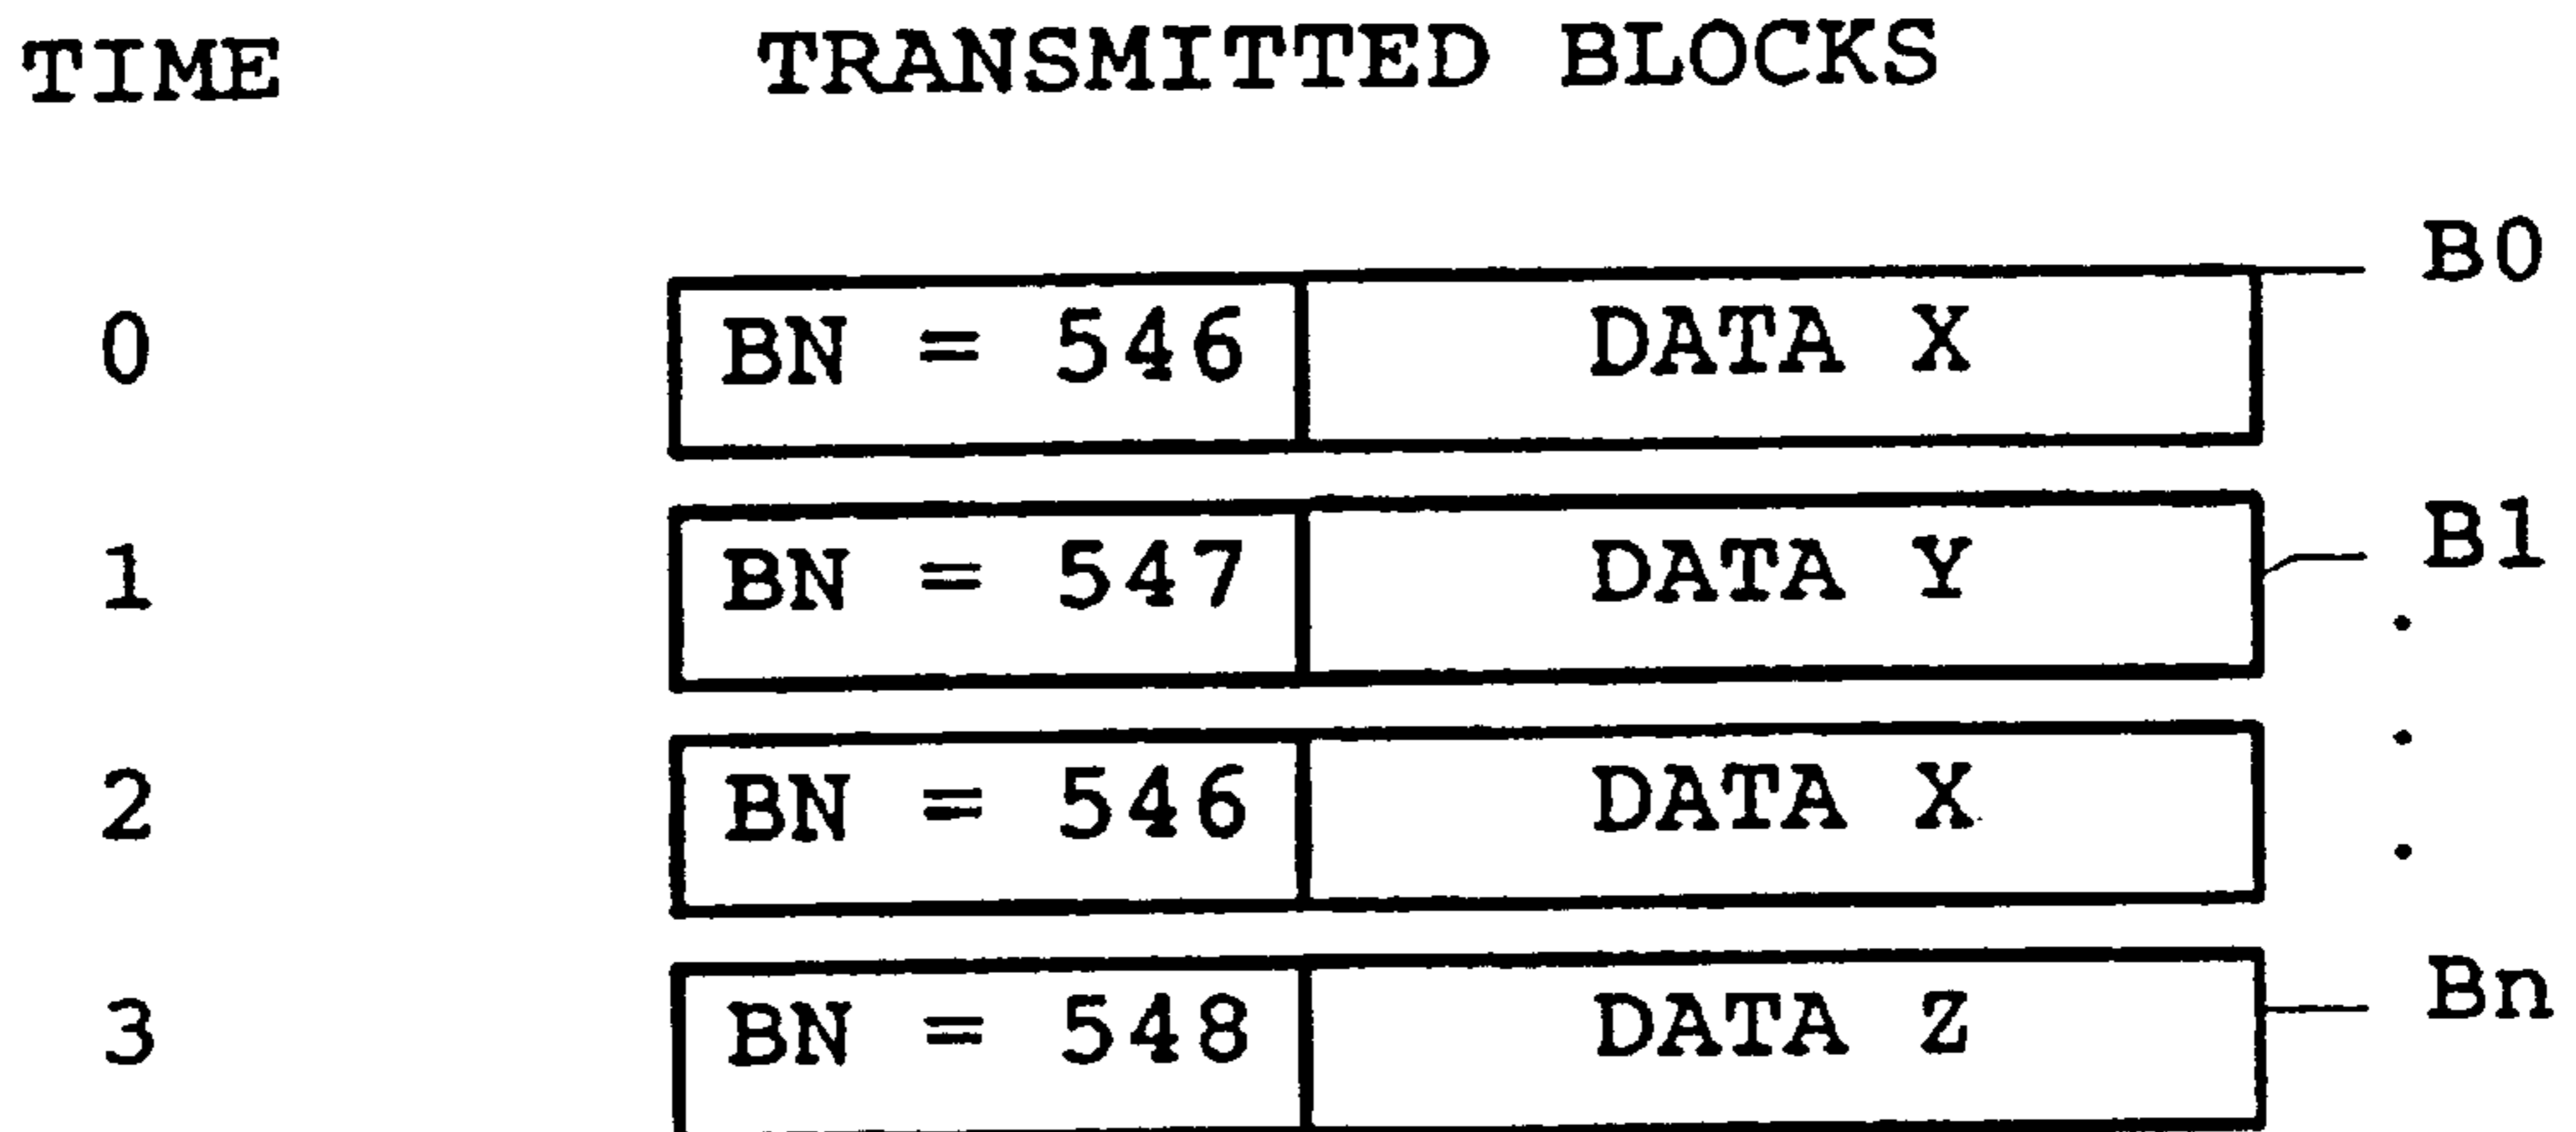 TIME TRANSMITTED BLOCKS
B0
0 BN = 546 DATA X
B1
1 BN = 547 DATA Y
2 BN = 546 DATA X
Bn
3 BN = 548 DATA Z